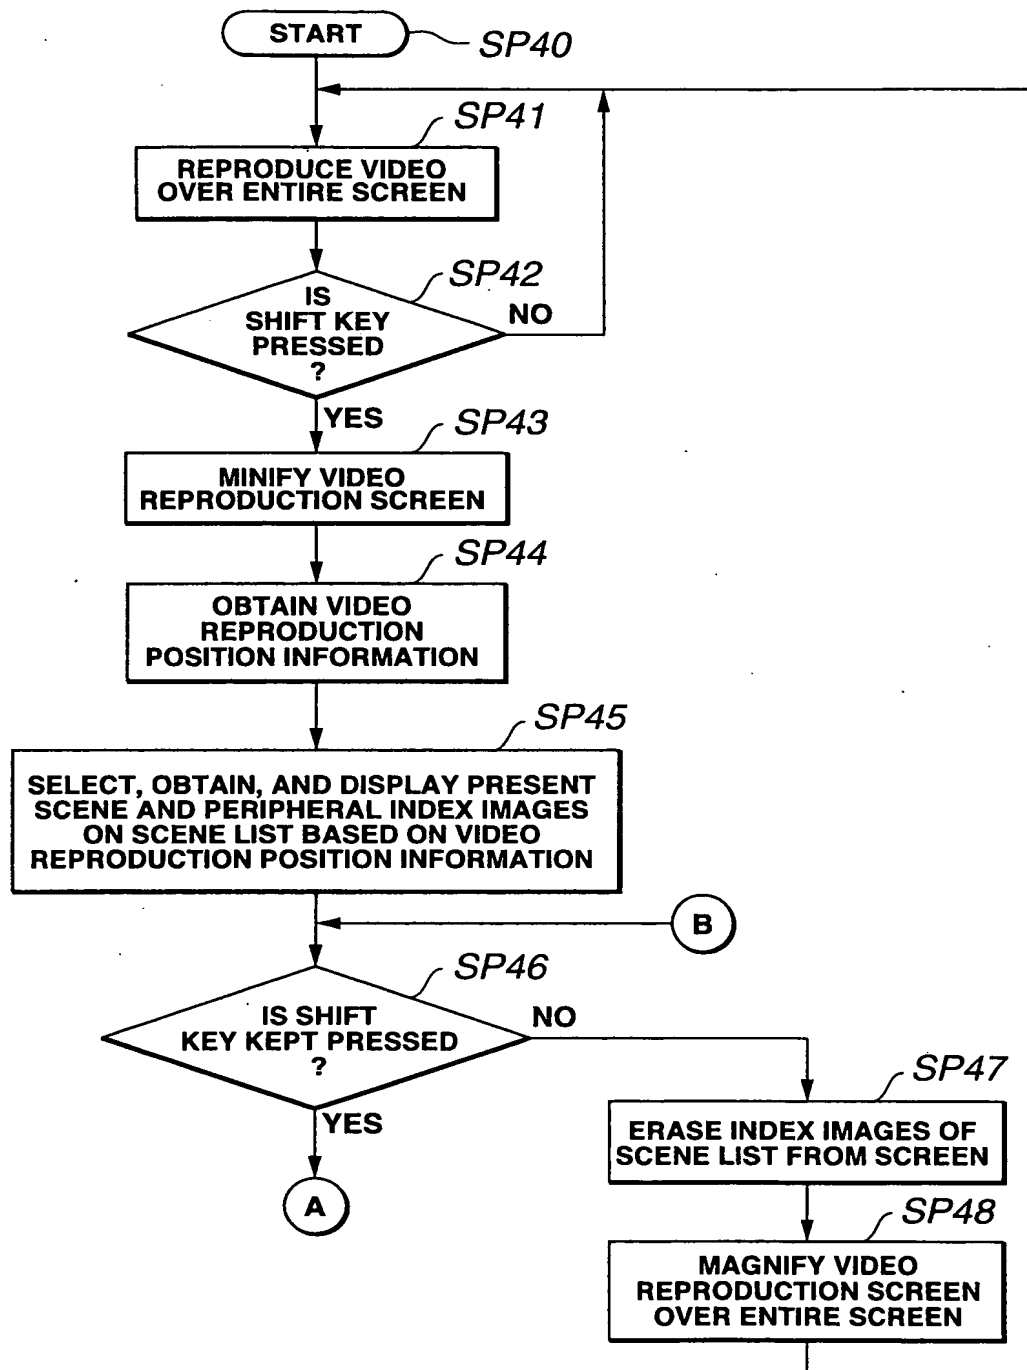 START
SP40
SP41
REPRODUCE VIDEO
OVER ENTIRE SCREEN
SP42
IS
SHIFT KEY
PRESSED
?
NO
YES
SP43
MINIFY VIDEO
REPRODUCTION SCREEN
SP44
OBTAIN VIDEO
REPRODUCTION
POSITION INFORMATION
SP45
SELECT, OBTAIN, AND DISPLAY PRESENT
SCENE AND PERIPHERAL INDEX IMAGES
ON SCENE LIST BASED ON VIDEO
REPRODUCTION POSITION INFORMATION
B
SP46
IS SHIFT
KEY KEPT PRESSED
?
NO
YES
A
SP47
ERASE INDEX IMAGES OF
SCENE LIST FROM SCREEN
SP48
MAGNIFY VIDEO
REPRODUCTION SCREEN
OVER ENTIRE SCREEN